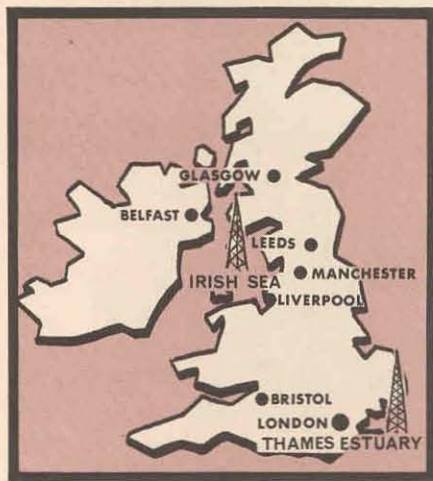 GLASGOW
BELFAST
LEEDS
MANCHESTER
IRISH SEA
LIVERPOOL
BRISTOL
LONDON
THAMES ESTUARY